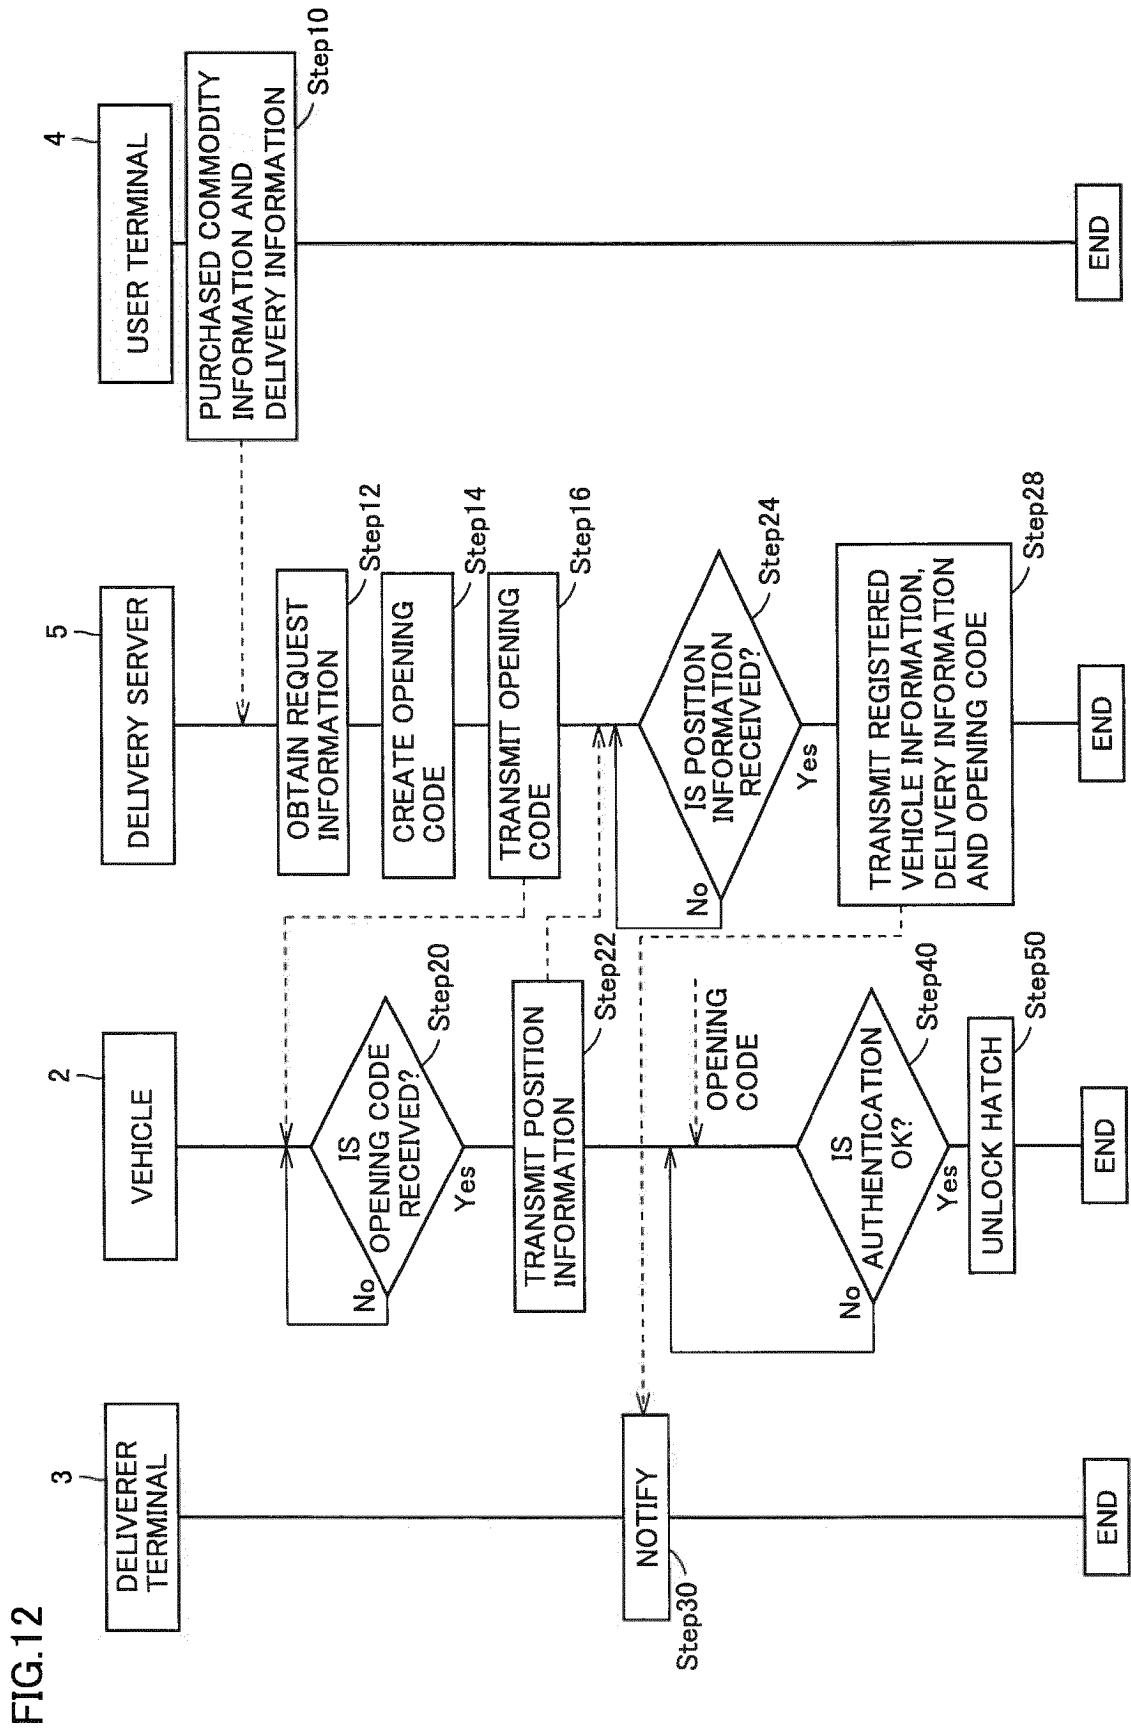 FIG.12
3
DELIVERER
TERMINAL
NOTIFY
Step30
END
2
VEHICLE
IS
OPENING CODE
RECEIVED?
Step20
No
Yes
TRANSMIT POSITION
INFORMATION
Step22
OPENING
CODE
IS
AUTHENTICATION
OK?
Step40
No
Yes
UNLOCK HATCH
Step50
END
5
DELIVERY SERVER
OBTAIN REQUEST
INFORMATION
Step12
CREATE OPENING
CODE
Step14
TRANSMIT OPENING
CODE
Step16
IS POSITION
INFORMATION
RECEIVED?
Step24
No
Yes
TRANSMIT REGISTERED
VEHICLE INFORMATION,
DELIVERY INFORMATION
AND OPENING CODE
Step28
END
4
USER TERMINAL
PURCHASED COMMODITY
INFORMATION AND
DELIVERY INFORMATION
Step10
END